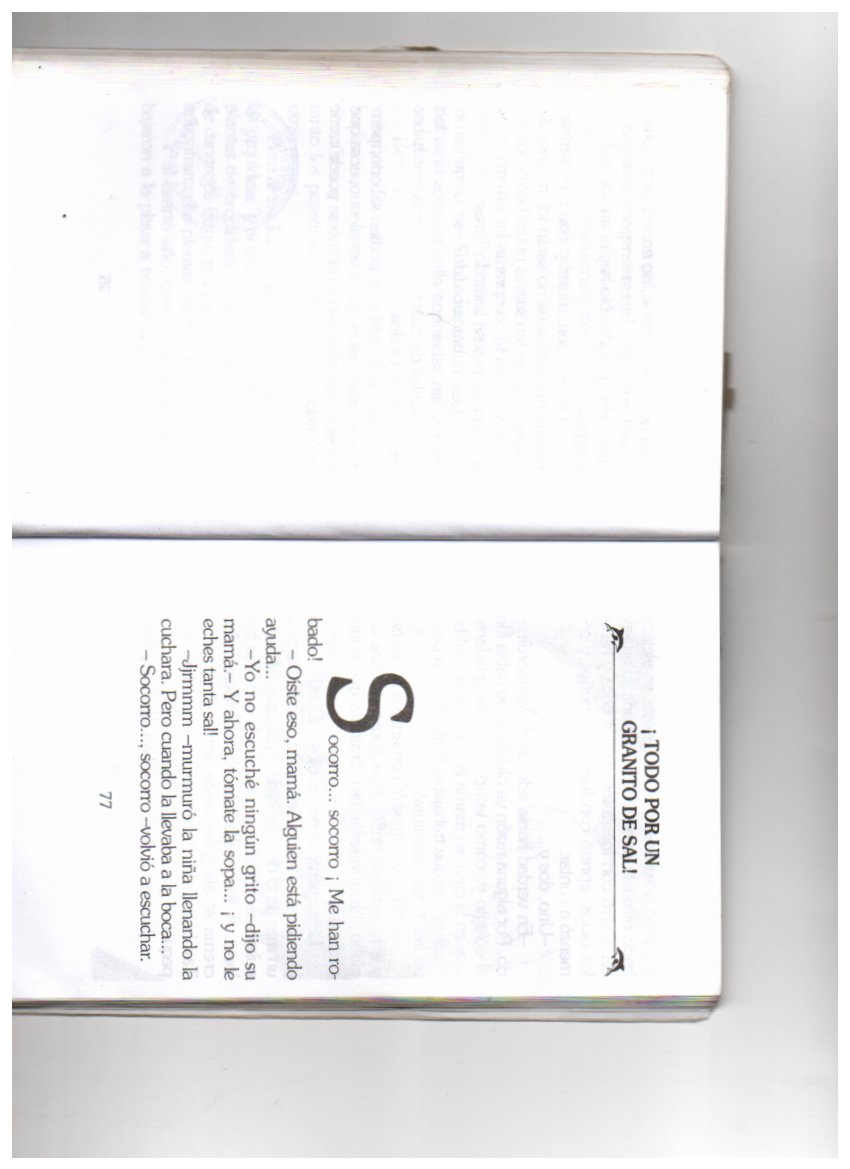 ¡ TODO POR UN
GRANITO DE SAL!
Socorro... socorro ¡ Me han ro-
bado!
– Oíste eso, mamá. Alguien está pidiendo
ayuda...
–Yo no escuché ningún grito –dijo su
mamá.– Y ahora, tómate la sopa... ¡ y no le
eches tanta sal!
–Jjrmmm –murmuró la niña llenando la
cuchara. Pero cuando la llevaba a la boca...
– Socorro..., socorro –volvió a escuchar.
77